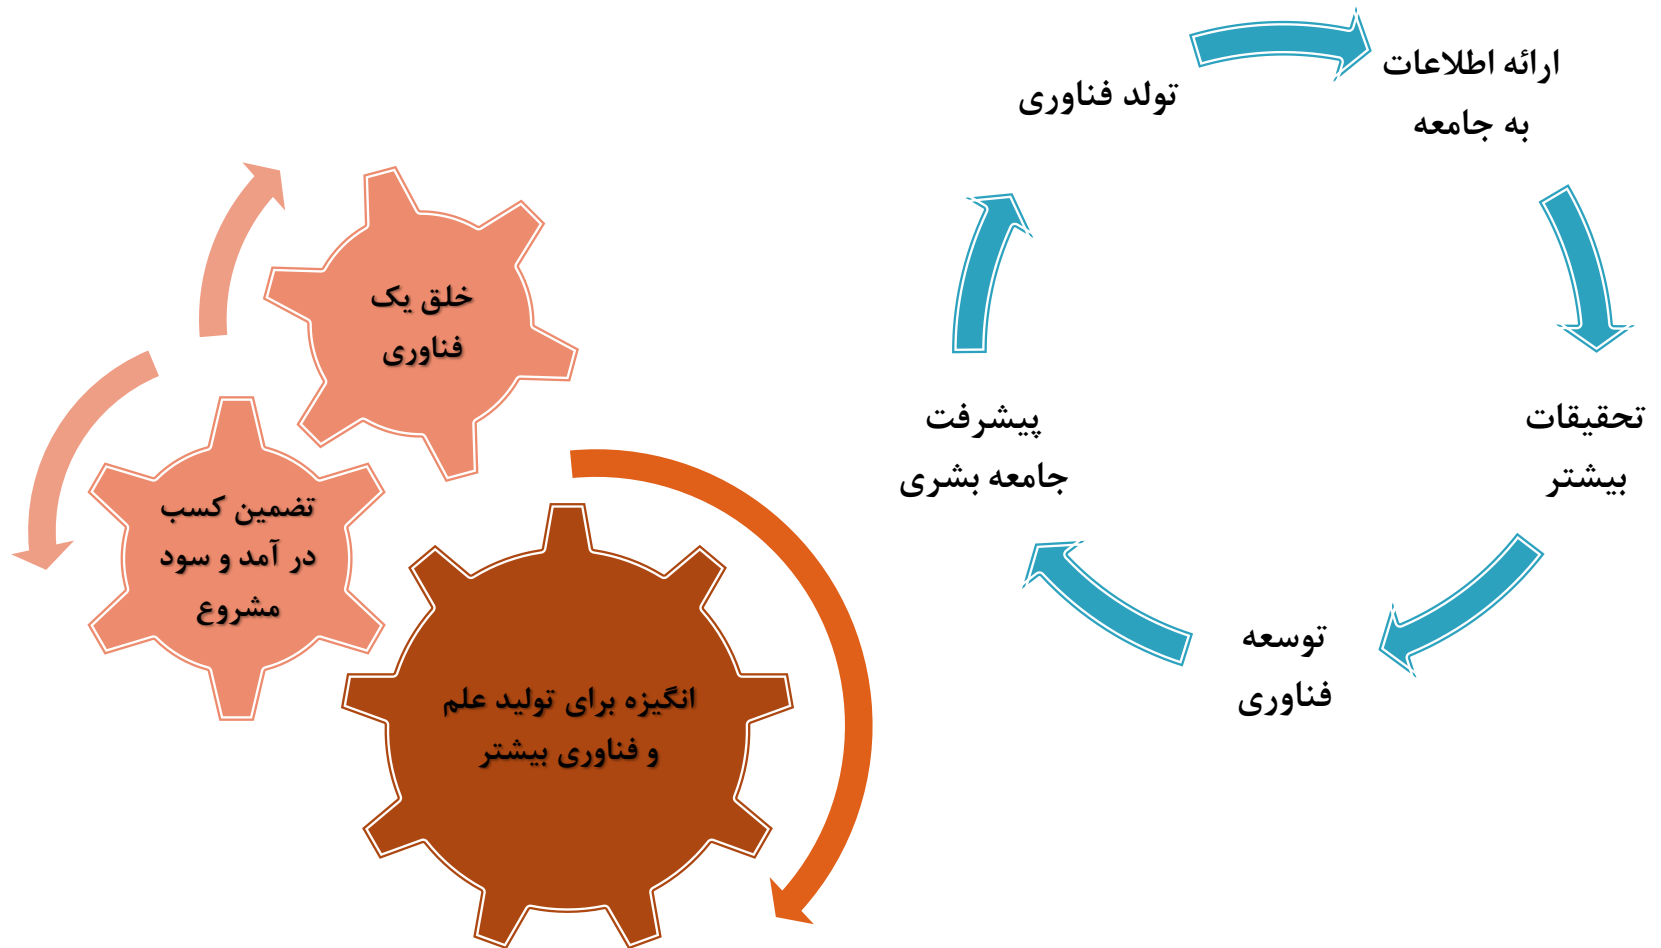 تولد فناوری
ارائه اطلاعات
به جامعه
تحقیقات
بیشتر
توسعه
فناوری
پیشرفت
جامعه بشری
خلق یک
فناوری
تضمین کسب
در آمد و سود
مشروع
انگیزه برای تولید علم
و فناوری بیشتر